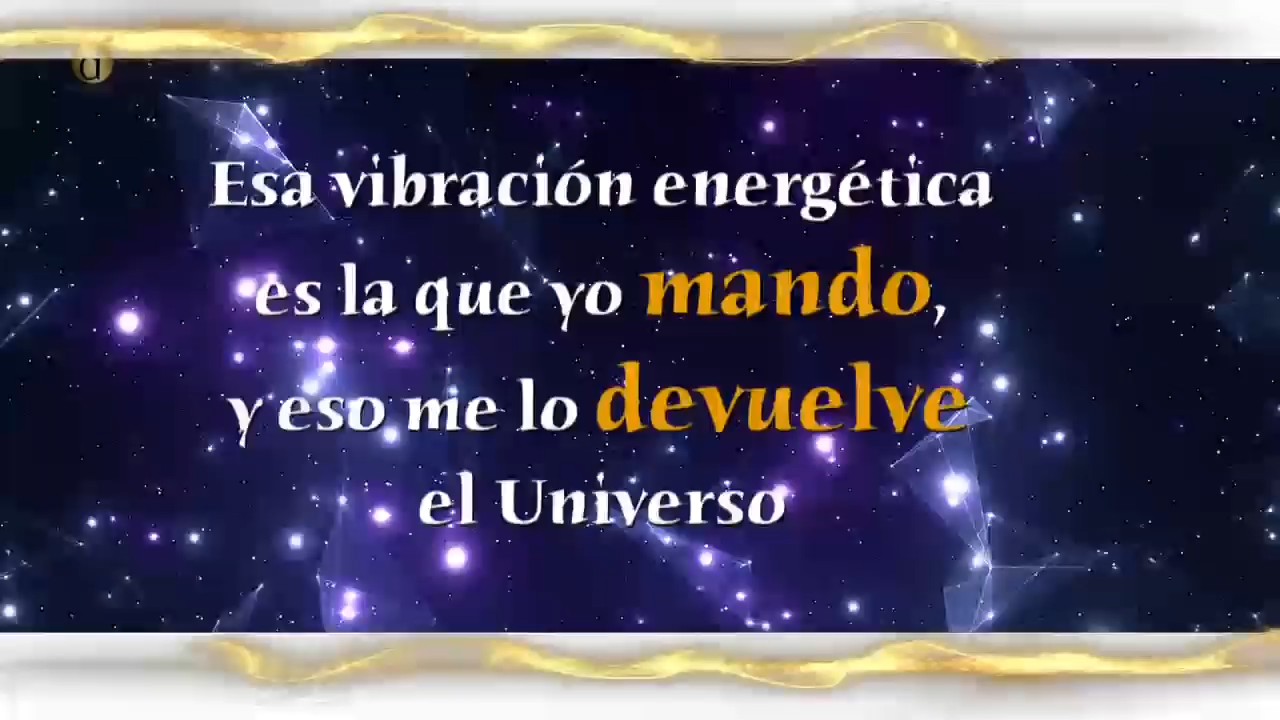 d
Esa vibración energética
es la que yo mando,
y eso me lo devuelve
el Universo